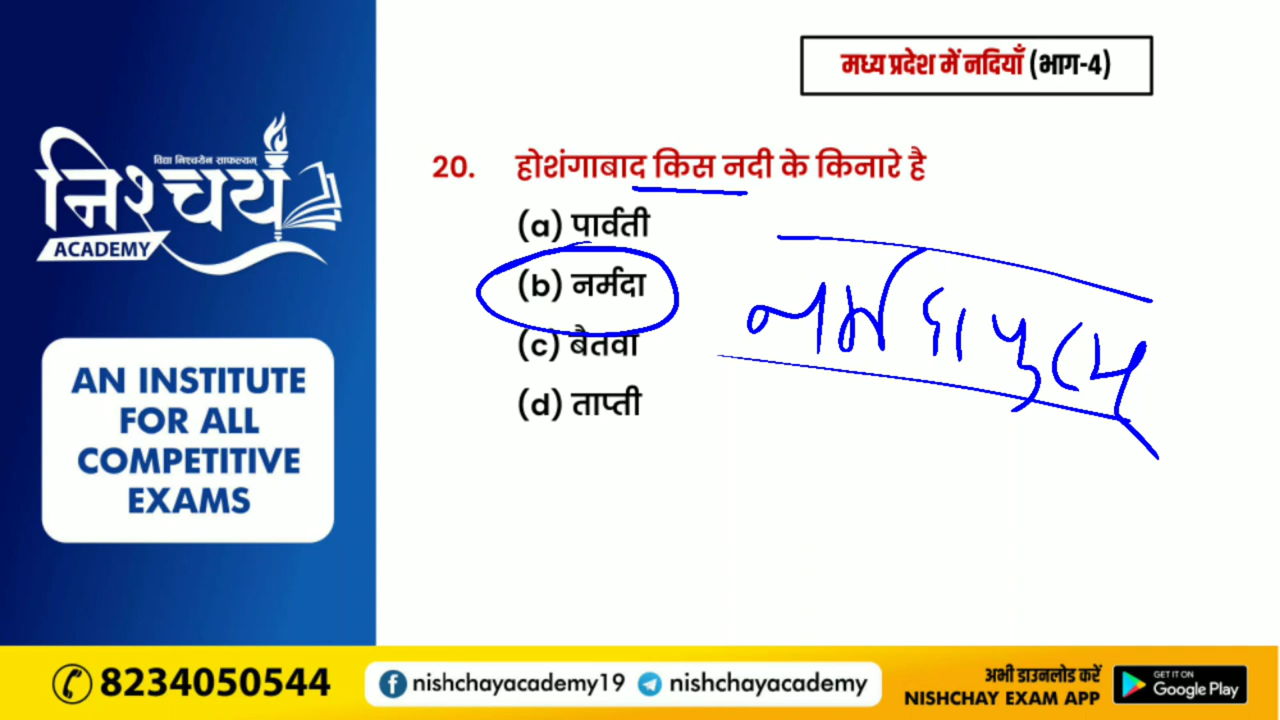 मध्य प्रदेश में नदियाँ (भाग-4)
विद्या निश्चयेन साफल्यम्
निश्चय
ACADEMY
AN INSTITUTE
FOR ALL
COMPETITIVE
EXAMS
20. होशंगाबाद किस नदी के किनारे है
(a) पार्वती
(b) नर्मदा
(c) बैतवा
(d) ताप्ती
नर्मदापुरम्
8234050544
nishchayacademy19 nishchayacademy
अभी डाउनलोड करें
NISHCHAY EXAM APP
GET IT ON
Google Play